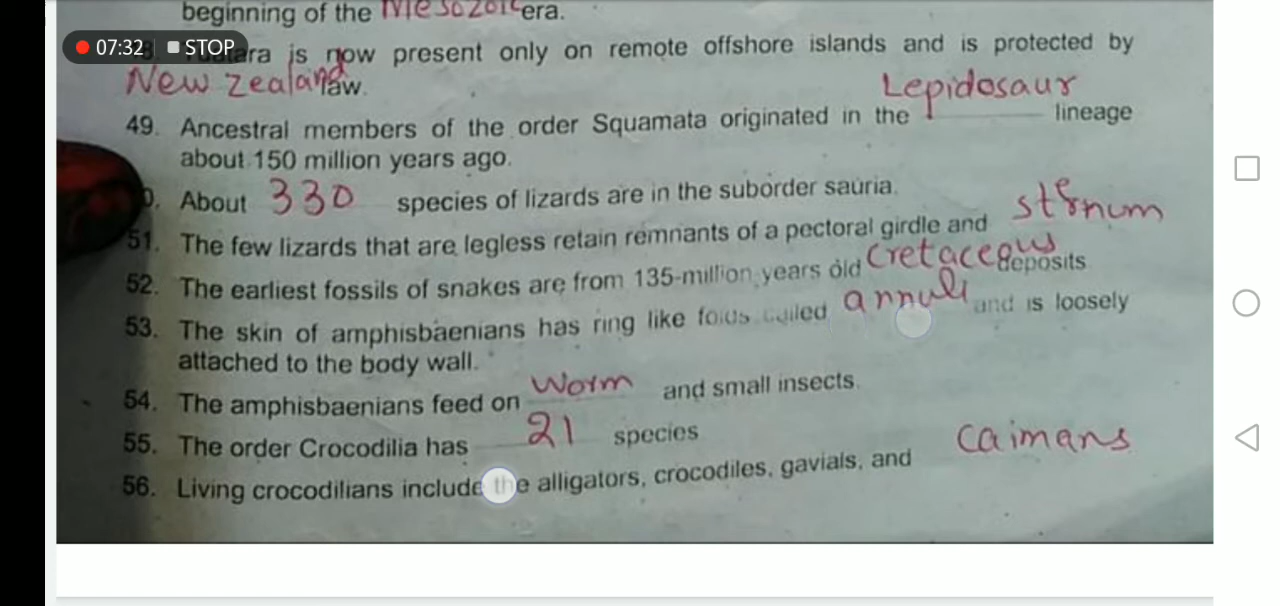 beginning of the Mesozoic era.
07:32 STOP
is now present only on remote offshore islands and is protected by
New zealand law.
Lepidosaur
49. Ancestral members of the order Squamata originated in the lineage
about 150 million years ago.
About 330 species of lizards are in the suborder sauria.
51. The few lizards that are legless retain remnants of a pectoral girdle and sternum
52. The earliest fossils of snakes are from 135-million years old Cretaceous deposits
53. The skin of amphisbaenians has ring like folds called annuli and is loosely
attached to the body wall.
54. The amphisbaenians feed on worm and small insects.
55. The order Crocodilia has 21 species
56. Living crocodilians include the alligators, crocodiles, gavials, and caimans